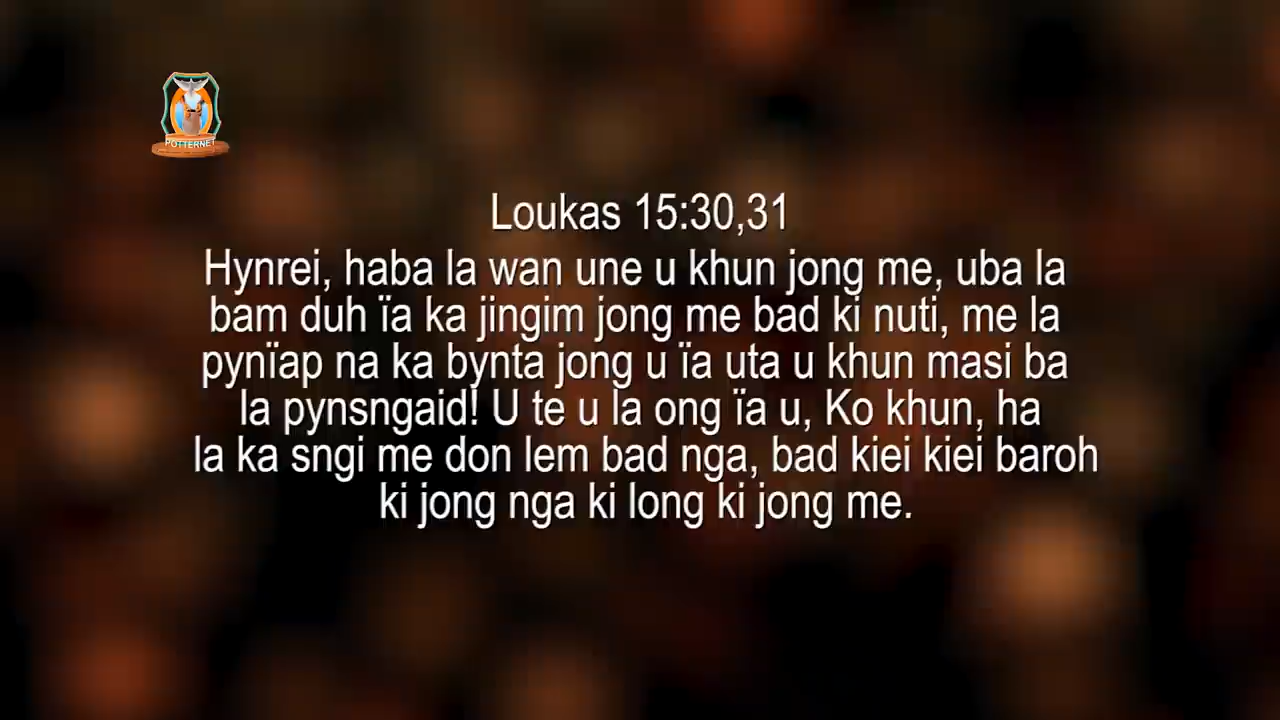 POTTERNET
Loukas 15:30,31
Hynrei, haba la wan une u khun jong me, uba la
bam duh ïa ka jingim jong me bad ki nuti, me la
pynïap na ka bynta jong u ïa uta u khun masi ba
la pynsngaid! U te u la ong ïa u, Ko khun, ha
la ka sngi me don lem bad nga, bad kiei kiei baroh
ki jong nga ki long ki jong me.